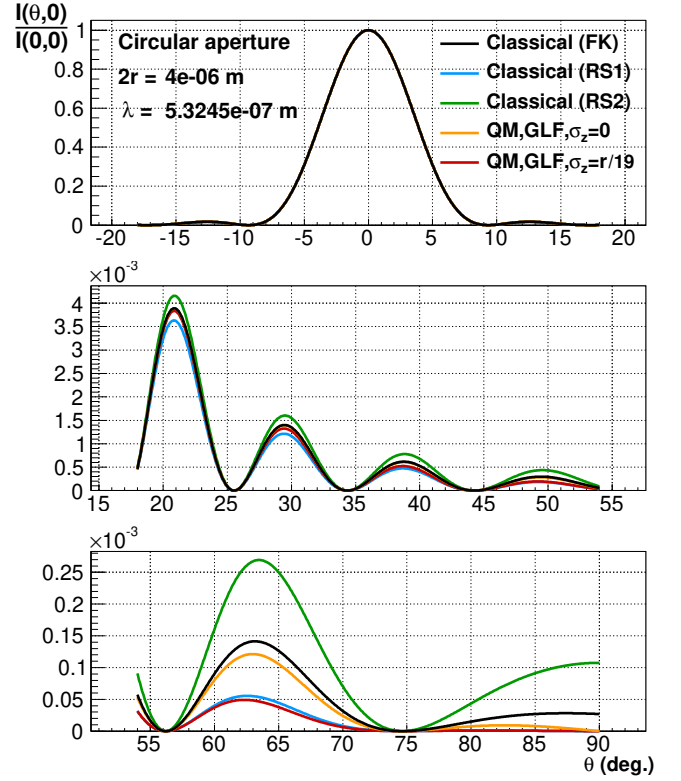 I(θ,0)
I(0,0)
1
0.8
0.6
0.4
0.2
0
Circular aperture
2r = 4e-06 m
λ = 5.3245e-07 m
Classical (FK)
Classical (RS1)
Classical (RS2)
QM,GLF,σz=0
QM,GLF,σz=r/19
-20 -15 -10 -5 0 5 10 15 20
×10-3
4
3.5
3
2.5
2
1.5
1
0.5
0
15 20 25 30 35 40 45 50 55
×10-3
0.25
0.2
0.15
0.1
0.05
0
55 60 65 70 75 80 85 90
θ (deg.)